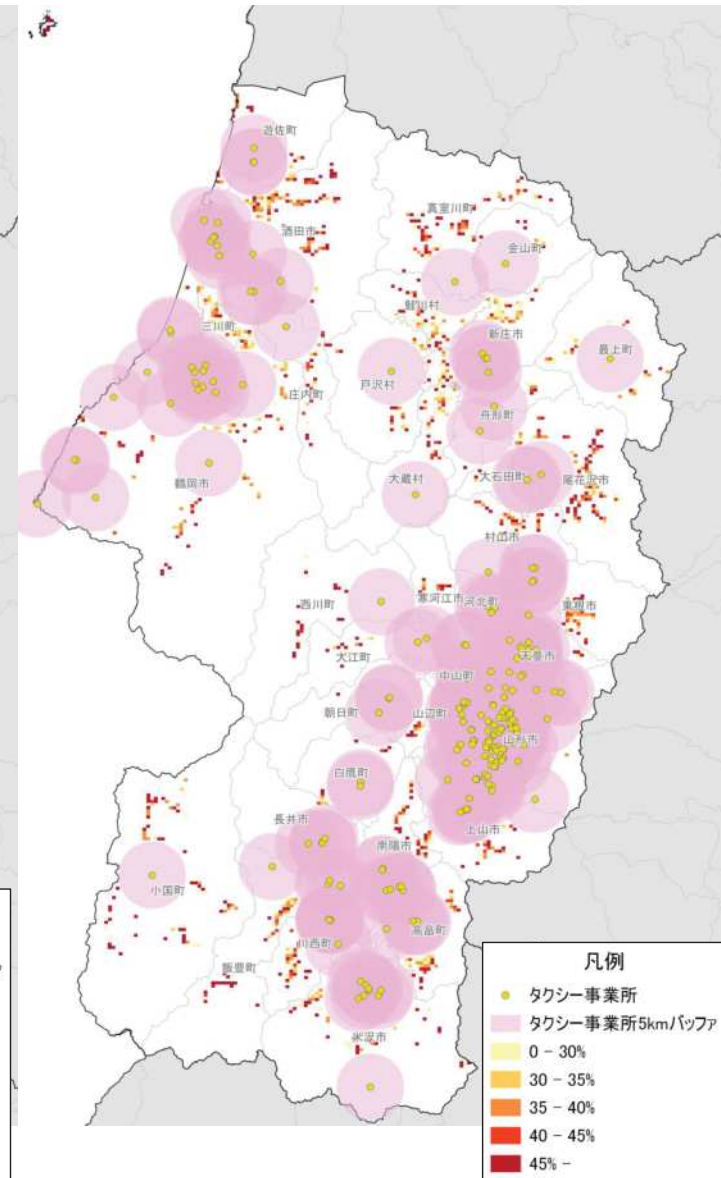 遊佐町
酒田市
真室川町
金山町
鮭川村
三川町
新庄市
最上町
戸沢村
庄内町
舟形町
鶴岡市
大蔵村
大石田町
尾花沢市
村山市
西川町
寒河江市
河北町
東根市
大江町
天童市
中山町
朝日町
山辺町
山形市
白鷹町
長井市
上山市
南陽市
小国町
川西町
高畠町
飯豊町
米沢市
凡例
タクシー事業所
タクシー事業所5kmバッファ
0 - 30%
30 - 35%
35 - 40%
40 - 45%
45% -